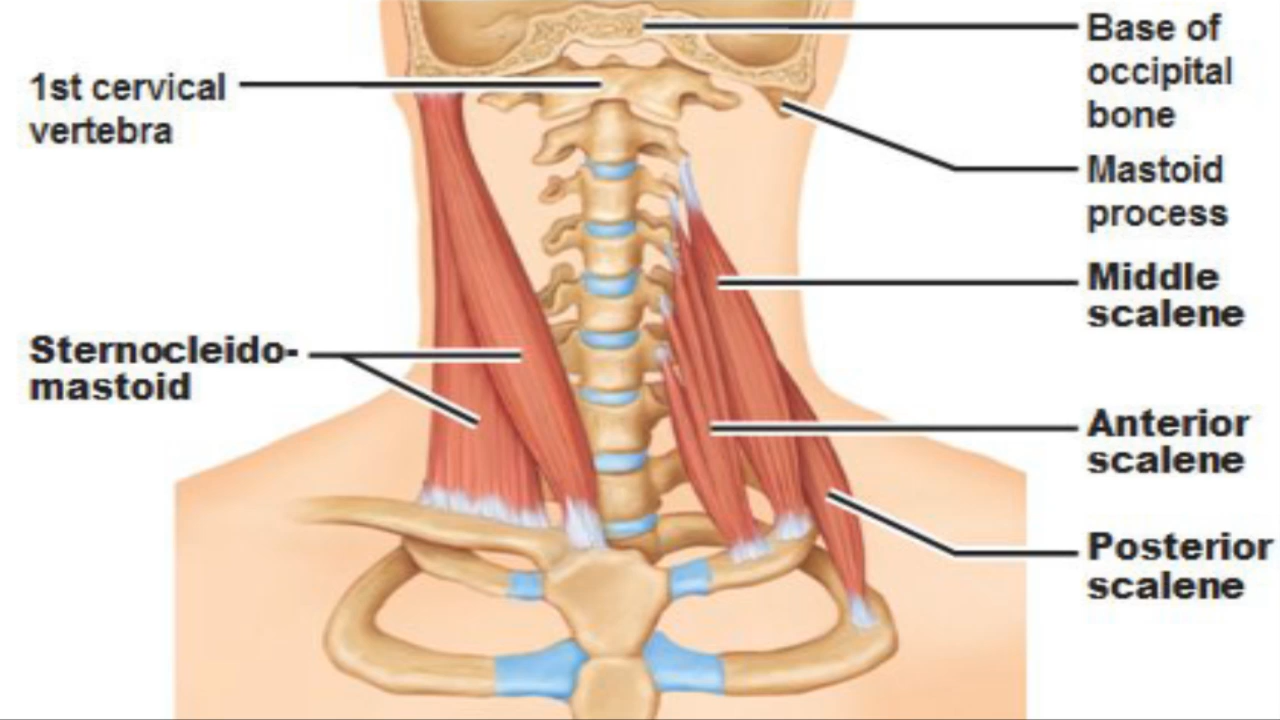 1st cervical
vertebra
Sternocleido-
mastoid
Base of
occipital
bone
Mastoid
process
Middle
scalene
Anterior
scalene
Posterior
scalene